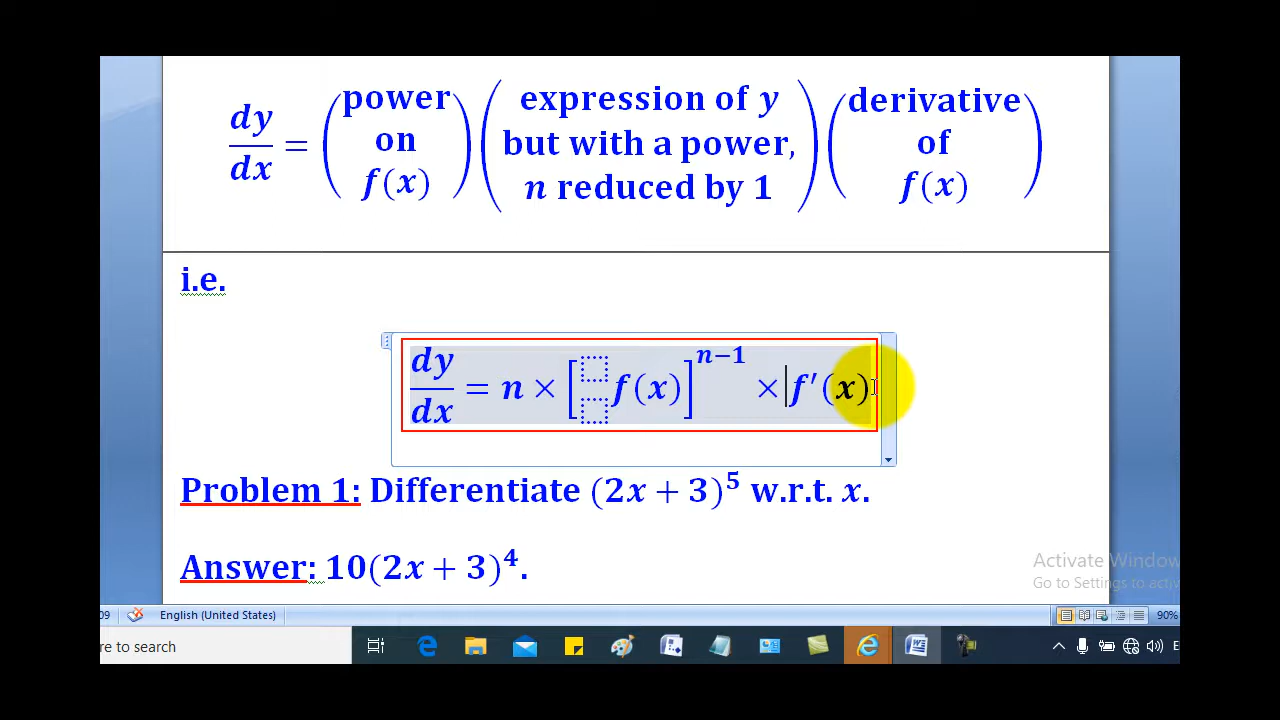 dy/dx = (power on f(x)) (expression of y but with a power, n reduced by 1) (derivative of f(x))
i.e.
dy/dx = n × [f(x)]^{n−1} × f′(x)
Problem 1: Differentiate (2x + 3)^5 w.r.t. x.
Answer: 10(2x + 3)^4.
Activate Window
Go to Settings to activ
09 English (United States) 90%
re to search E